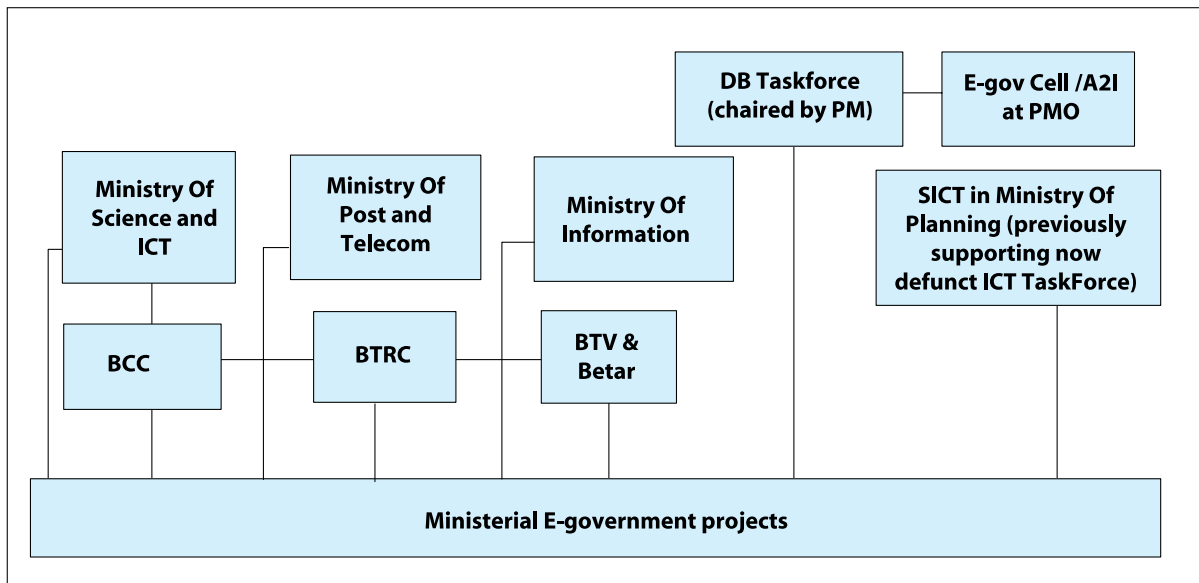 DB Taskforce
(chaired by PM)
E-gov Cell /A2I
at PMO
Ministry Of
Science and
ICT
Ministry Of
Post and
Telecom
Ministry Of
Information
SICT in Ministry Of
Planning (previously
supporting now
defunct ICT TaskForce)
BCC
BTRC
BTV &
Betar
Ministerial E-government projects